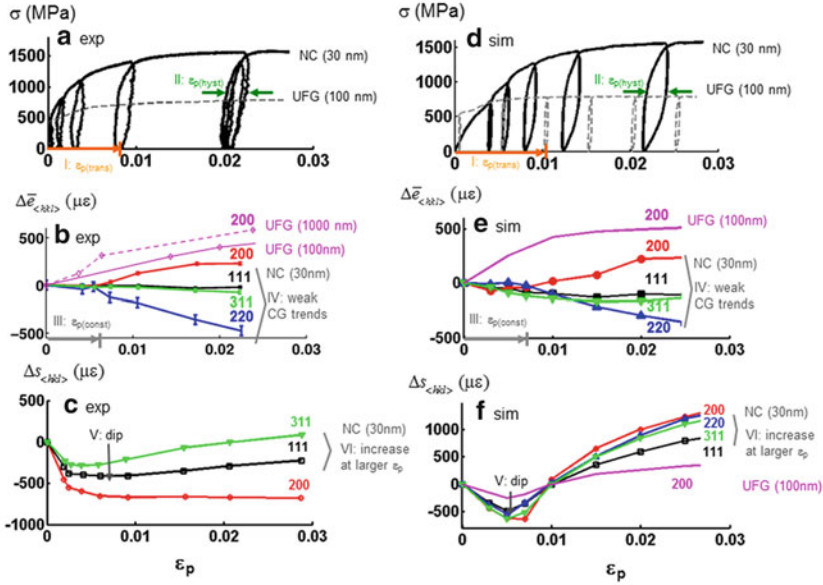 σ (MPa)
a exp
1500
1000
500
0
NC (30 nm)
II: εp(hyst)
UFG (100 nm)
I: εp(trans)
0.01 0.02 0.03
σ (MPa)
d sim
1500
1000
500
0
NC (30 nm)
II: εp(hyst)
UFG (100 nm)
I: εp(trans)
0 0.01 0.02 0.03
Δē<hkl> (με)
b exp
500
0
-500
200
UFG (1000 nm)
UFG (100nm)
200
111
311
220
NC (30nm)
IV: weak
CG trends
III: εp(const)
0.01 0.02 0.03
Δē<hkl> (με)
e sim
500
0
-500
200
UFG (100nm)
200
111
311
220
NC (30nm)
IV: weak
CG trends
III: εp(const)
0.01 0.02 0.03
Δs<hkl> (με)
c exp
500
0
-500
-1000
V: dip
311
111
200
NC (30nm)
VI: increase
at larger εp
0 0.01 0.02 0.03
εp
Δs<hkl> (με)
f sim
1000
500
0
-500
V: dip
200
220
311
111
NC (30nm)
VI: increase
at larger εp
200
UFG (100nm)
0 0.01 0.02 0.03
εp